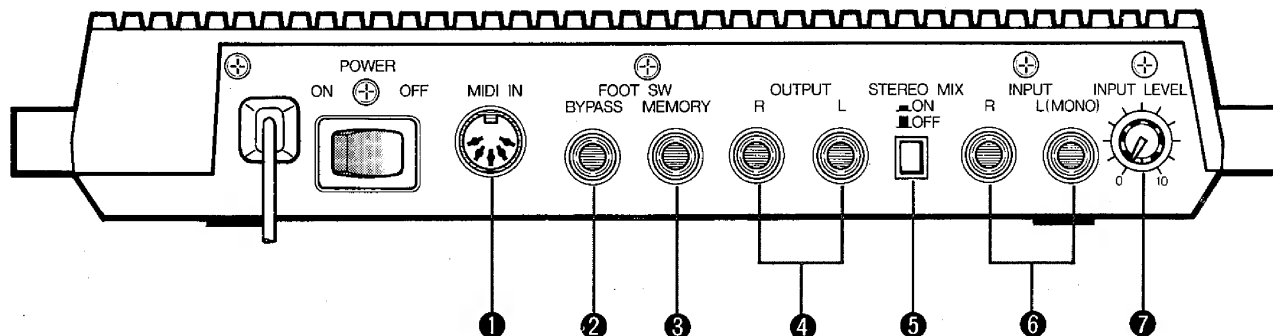 POWER
ON OFF
MIDI IN
FOOT SW
BYPASS MEMORY
OUTPUT
R L
STEREO MIX
ON
OFF
INPUT
R L(MONO)
INPUT LEVEL
0 10
1 2 3 4 5 6 7